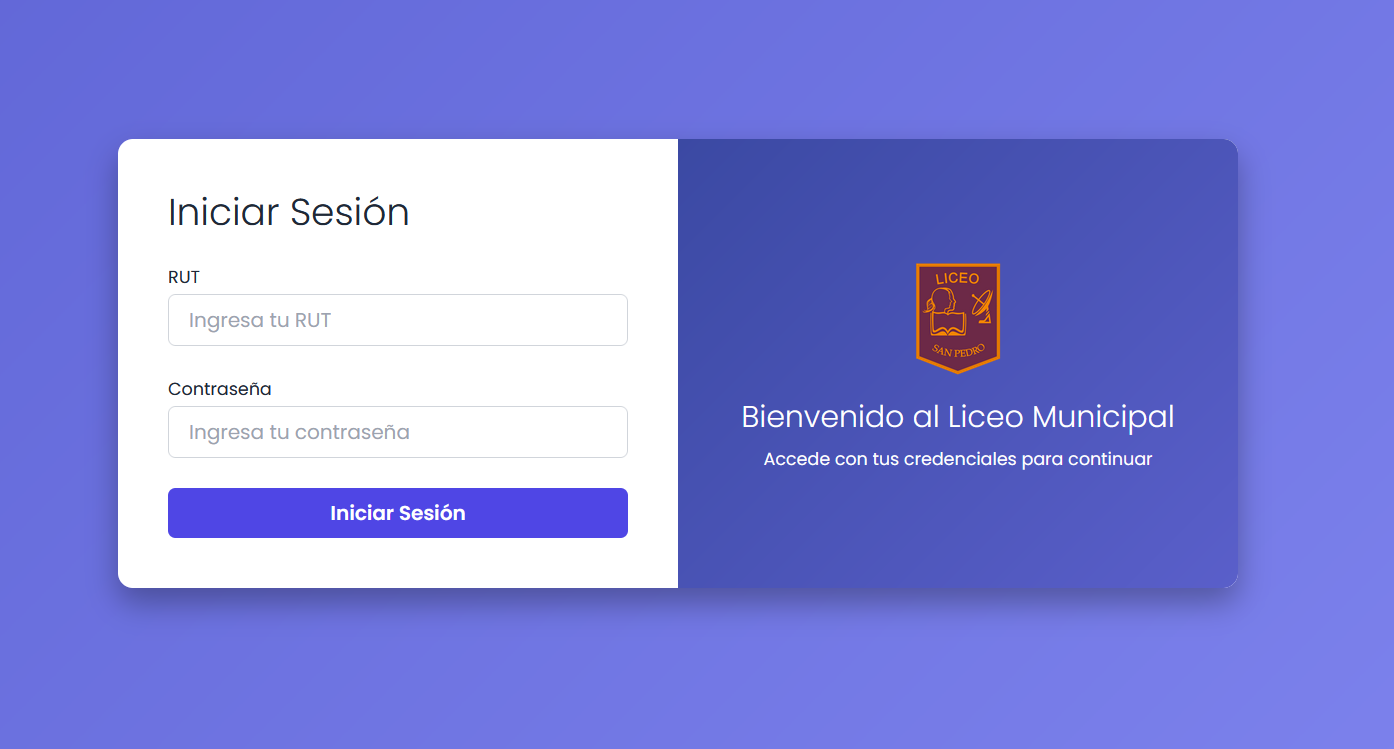 Iniciar Sesión
RUT
Ingresa tu RUT
Contraseña
Ingresa tu contraseña
Iniciar Sesión
LICEO
SAN PEDRO
Bienvenido al Liceo Municipal
Accede con tus credenciales para continuar